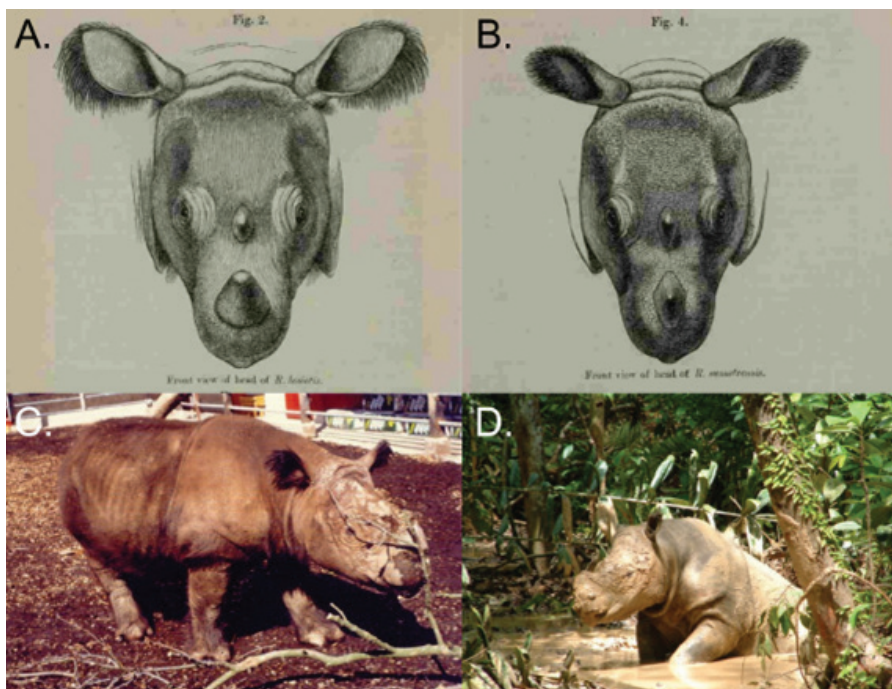 A.
Fig. 2.
Front view of head of R. lasiotis.
B.
Fig. 4.
Front view of head of R. sumatrensis.
C.
D.